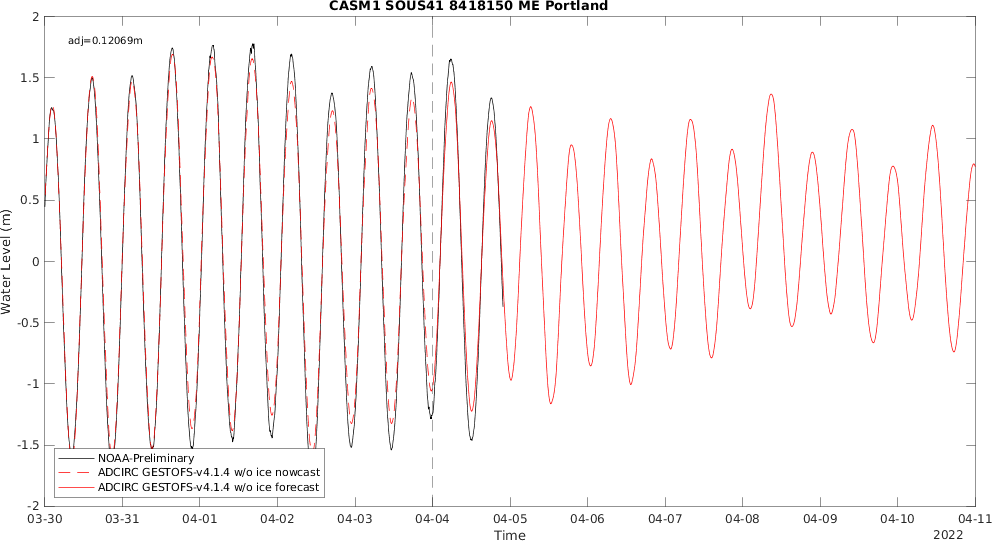 CASM1 SOUS41 8418150 ME Portland
adj=0.12069m
2
1.5
1
0.5
0
-0.5
-1
-1.5
-2
Water Level (m)
NOAA-Preliminary
ADCIRC GESTOFS-v4.1.4 w/o ice nowcast
ADCIRC GESTOFS-v4.1.4 w/o ice forecast
03-30 03-31 04-01 04-02 04-03 04-04 04-05 04-06 04-07 04-08 04-09 04-10 04-11
Time
2022